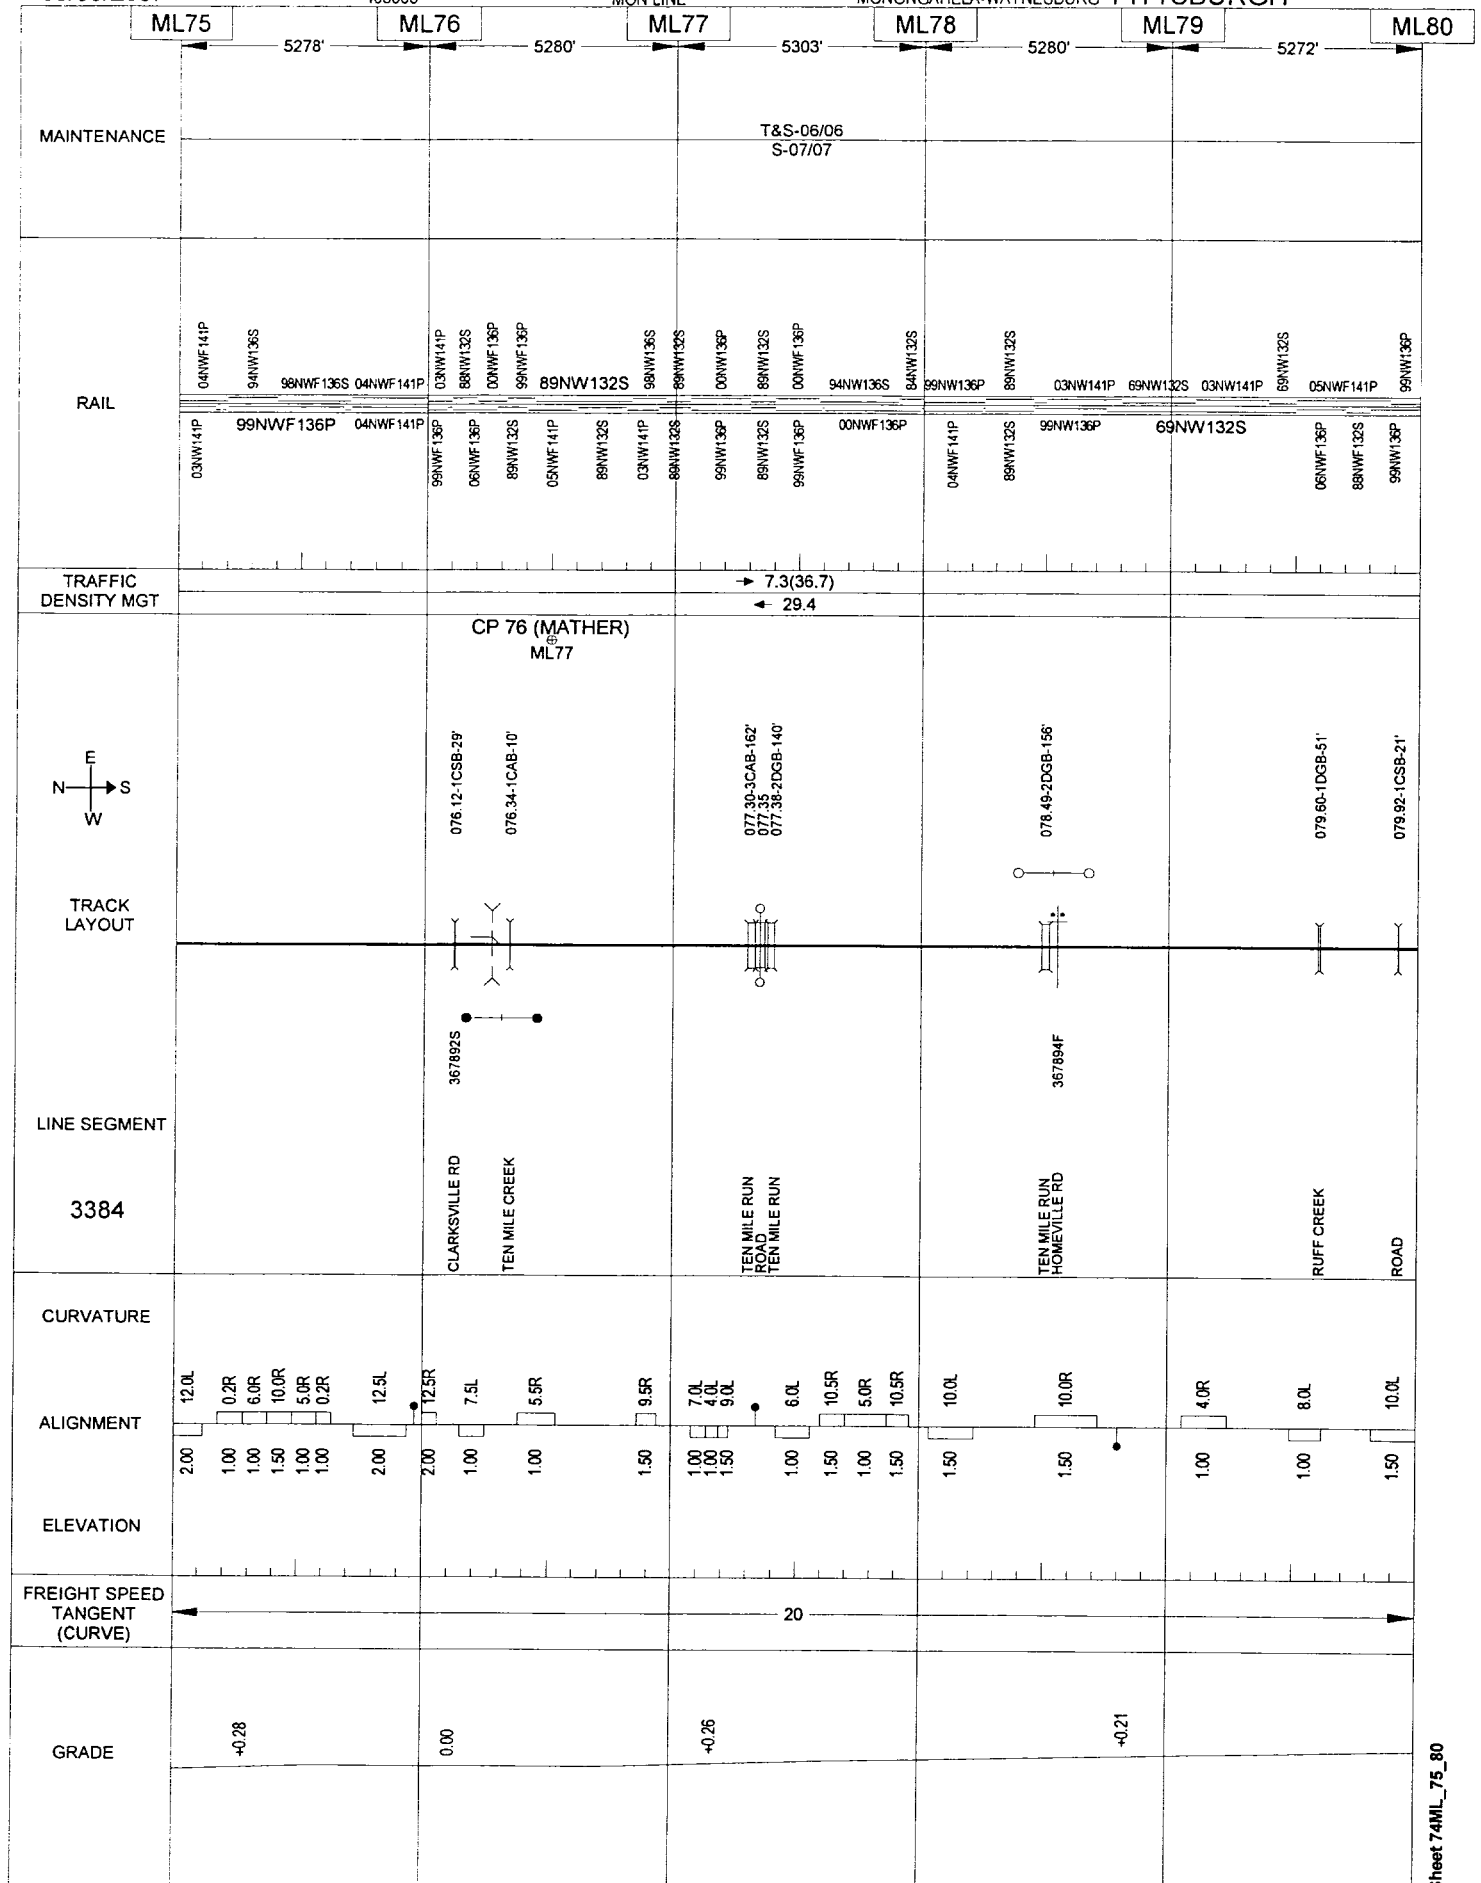 MON LINE
MONONGAHELA-WAYNESBURG PITTSBURGH
ML75 ML76 ML77 ML78 ML79 ML80
5278' 5280' 5303' 5280' 5272'
MAINTENANCE
T&S-06/06
S-07/07
04NWF141P
94NW136S
98NWF136S
04NWF141P
03NW141P
88NW132S
00NWF136P
99NWF136P
89NW132S
98NW136S
89NW132S
00NW136P
89NW132S
00NWF136P
94NW136S
84NW132S
99NW136P
89NW132S
03NW141P
69NW132S
03NW141P
69NW132S
05NWF141P
99NW136P
RAIL
03NW141P
99NWF136P
04NWF141P
99NWF136P
06NWF136P
89NW132S
05NWF141P
89NW132S
03NW141P
89NW132S
99NW136P
89NW132S
99NWF136P
00NWF136P
04NWF141P
89NW132S
99NW136P
69NW132S
06NWF136P
88NWF132S
99NW136P
TRAFFIC
DENSITY MGT
→ 7.3(36.7)
← 29.4
CP 76 (MATHER)
ML77
E
N S
W
076.12-1CSB-29'
076.34-1CAB-10'
077.30-3CAB-162'
077.35
077.38-2DGB-140'
078.49-2DGB-156'
079.60-1DGB-51'
079.92-1CSB-21'
TRACK
LAYOUT
367892S
367894F
LINE SEGMENT
3384
CLARKSVILLE RD
TEN MILE CREEK
TEN MILE RUN
ROAD
TEN MILE RUN
TEN MILE RUN
HOMEVILLE RD
RUFF CREEK
ROAD
CURVATURE
12.0L 0.2R 6.0R 10.0R 5.0R 0.2R 12.5L 12.5R 7.5L 5.5R 9.5R 7.0L 4.0L 9.0L 6.0L 10.5R 5.0R 10.5R 10.0L 10.0R 4.0R 8.0L 10.0L
ALIGNMENT
2.00 1.00 1.00 1.50 1.00 1.00 2.00 2.00 1.00 1.00 1.50 1.00 1.00 1.50 1.00 1.50 1.00 1.50 1.50 1.50 1.00 1.00 1.50
ELEVATION
FREIGHT SPEED
TANGENT
(CURVE)
20
GRADE
+0.28 0.00 +0.26 +0.21
heet 74ML_75_80